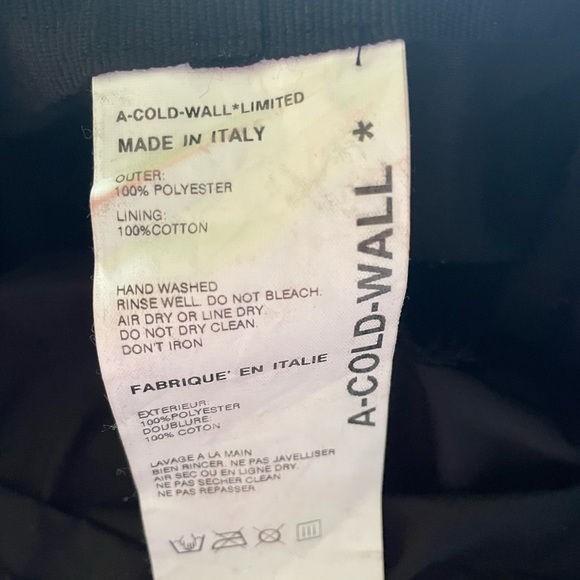 A-COLD-WALL*LIMITED
MADE IN ITALY
OUTER:
100% POLYESTER
LINING:
100%COTTON
HAND WASHED
RINSE WELL. DO NOT BLEACH.
AIR DRY OR LINE DRY.
DO NOT DRY CLEAN.
DON'T IRON
FABRIQUE' EN ITALIE
EXTERIEUR:
100%POLYESTER
DOUBLURE:
100% COTON
LAVAGE A LA MAIN
BIEN RINCER. NE PAS JAVELLISER
AIR SEC OU EN LIGNE DRY.
NE PAS SECHER CLEAN
NE PAS REPASSER
A-COLD-WALL *